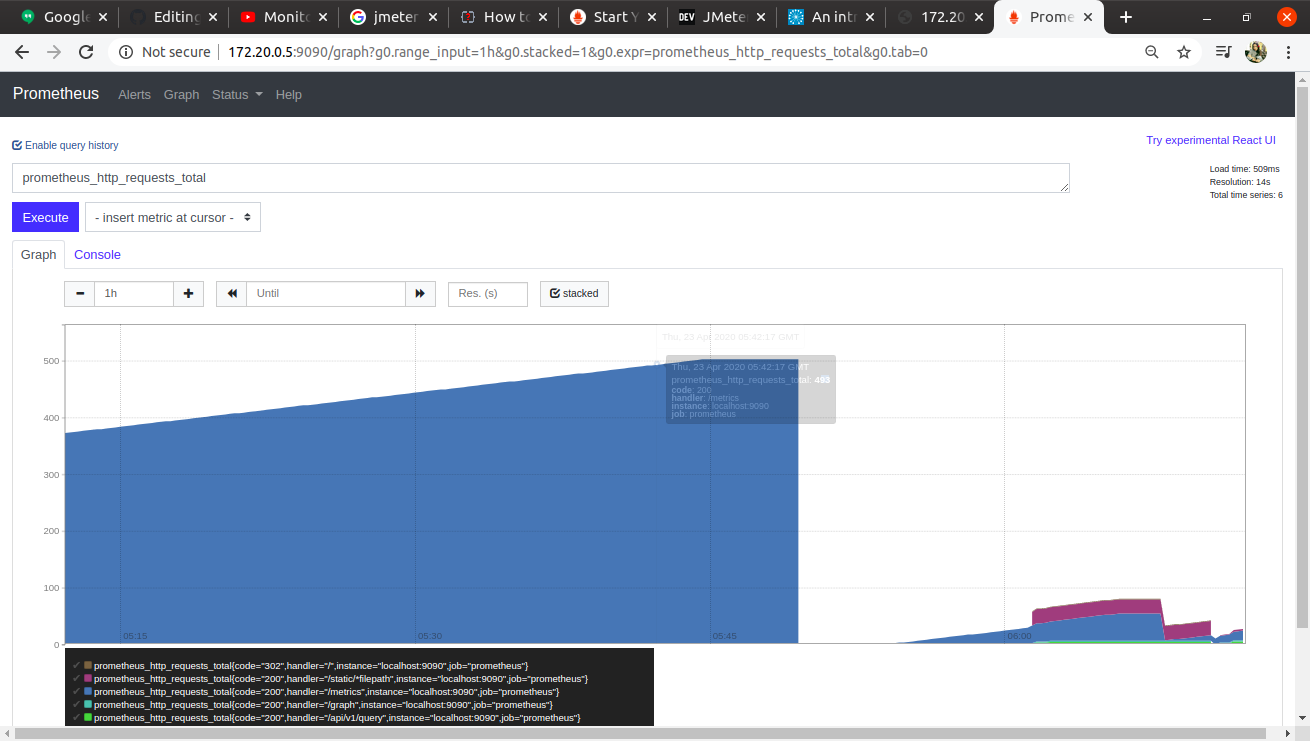 Google
Editing
Monito
jmeter
How to
Start Y
DEV JMeter
An intr
172.20
Prome
Not secure 172.20.0.5:9090/graph?g0.range_input=1h&g0.stacked=1&g0.expr=prometheus_http_requests_total&g0.tab=0
Prometheus Alerts Graph Status Help
Enable query history
Try experimental React UI
prometheus_http_requests_total
Load time: 509ms
Resolution: 14s
Total time series: 6
Execute - insert metric at cursor -
Graph Console
1h Until Res. (s) stacked
Thu, 23 Apr 2020 05:42:17 GMT
500
Thu, 23 Apr 2020 05:42:17 GMT
prometheus_http_requests_total: 493
code: 200
handler: /metrics
instance: localhost:9090
job: prometheus
400
300
200
100
0
05:15 05:30 05:45 06:00
prometheus_http_requests_total{code="302",handler="/",instance="localhost:9090",job="prometheus"}
prometheus_http_requests_total{code="200",handler="/static/*filepath",instance="localhost:9090",job="prometheus"}
prometheus_http_requests_total{code="200",handler="/metrics",instance="localhost:9090",job="prometheus"}
prometheus_http_requests_total{code="200",handler="/graph",instance="localhost:9090",job="prometheus"}
prometheus_http_requests_total{code="200",handler="/api/v1/query",instance="localhost:9090",job="prometheus"}